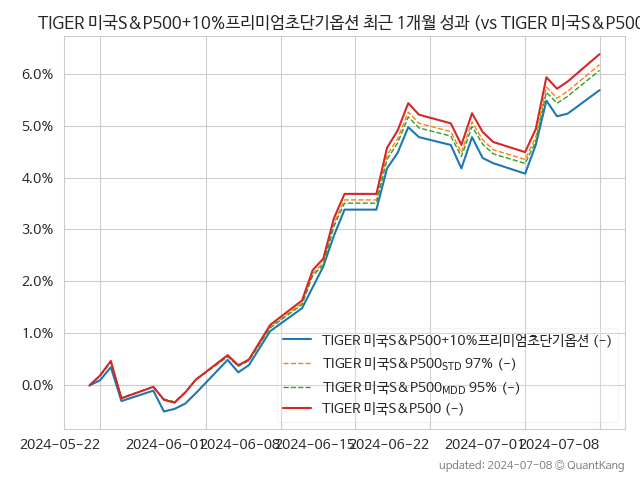 TIGER 미국S&P500+10%프리미엄초단기옵션 최근 1개월 성과 (vs TIGER 미국S&P500
6.0%
5.0%
4.0%
3.0%
2.0%
1.0%
0.0%
TIGER 미국S&P500+10%프리미엄초단기옵션 (-)
TIGER 미국S&P500STD 97% (-)
TIGER 미국S&P500MDD 95% (-)
TIGER 미국S&P500 (-)
2024-05-22 2024-06-01 2024-06-08 2024-06-15 2024-06-22 2024-07-01 2024-07-08
updated: 2024-07-08 © QuantKang